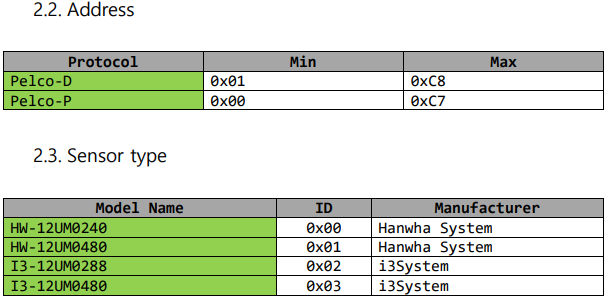 2.2. Address
Protocol Min Max
Pelco-D 0x01 0xC8
Pelco-P 0x00 0xC7
2.3. Sensor type
Model Name ID Manufacturer
HW-12UM0240 0x00 Hanwha System
HW-12UM0480 0x01 Hanwha System
I3-12UM0288 0x02 i3System
I3-12UM0480 0x03 i3System